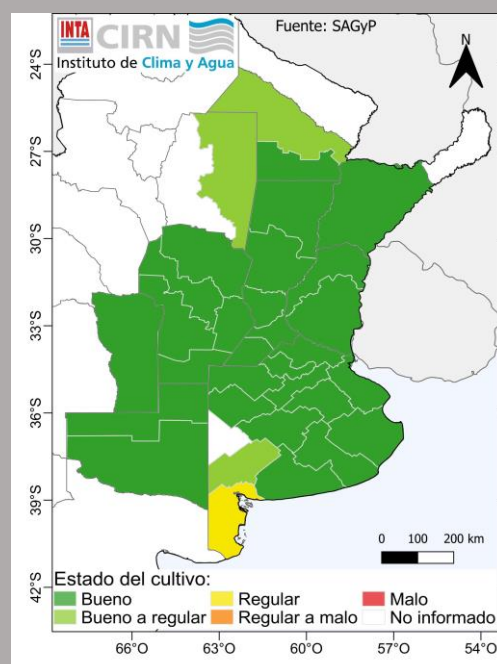 INTA CIRN
Instituto de Clima y Agua
Fuente: SAGyP
N
24°S
27°S
30°S
33°S
36°S
39°S
42°S
0 100 200 km
Estado del cultivo:
Bueno Regular Malo
Bueno a regular Regular a malo No informado
66°O 63°O 60°O 57°O 54°O